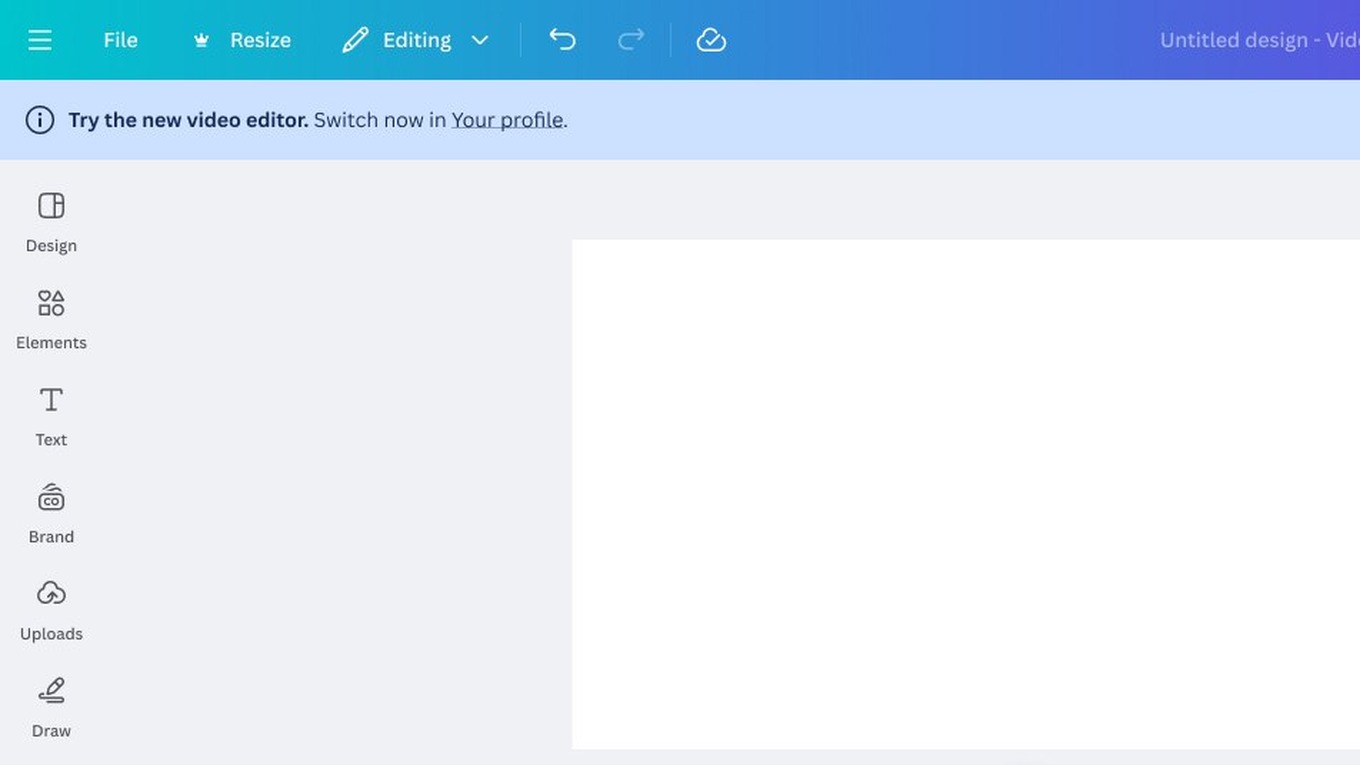 File Resize Editing Untitled design - Vid
Try the new video editor. Switch now in Your profile.
Design
Elements
Text
CO
Brand
Uploads
Draw